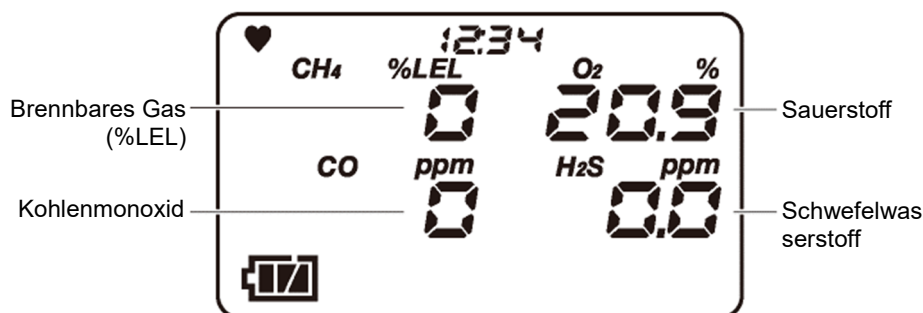 12:34
CH4 %LEL O2 %
Brennbares Gas
(%LEL)
0 20.9
Sauerstoff
CO ppm H2S ppm
Kohlenmonoxid
0 0.0
Schwefelwas
serstoff